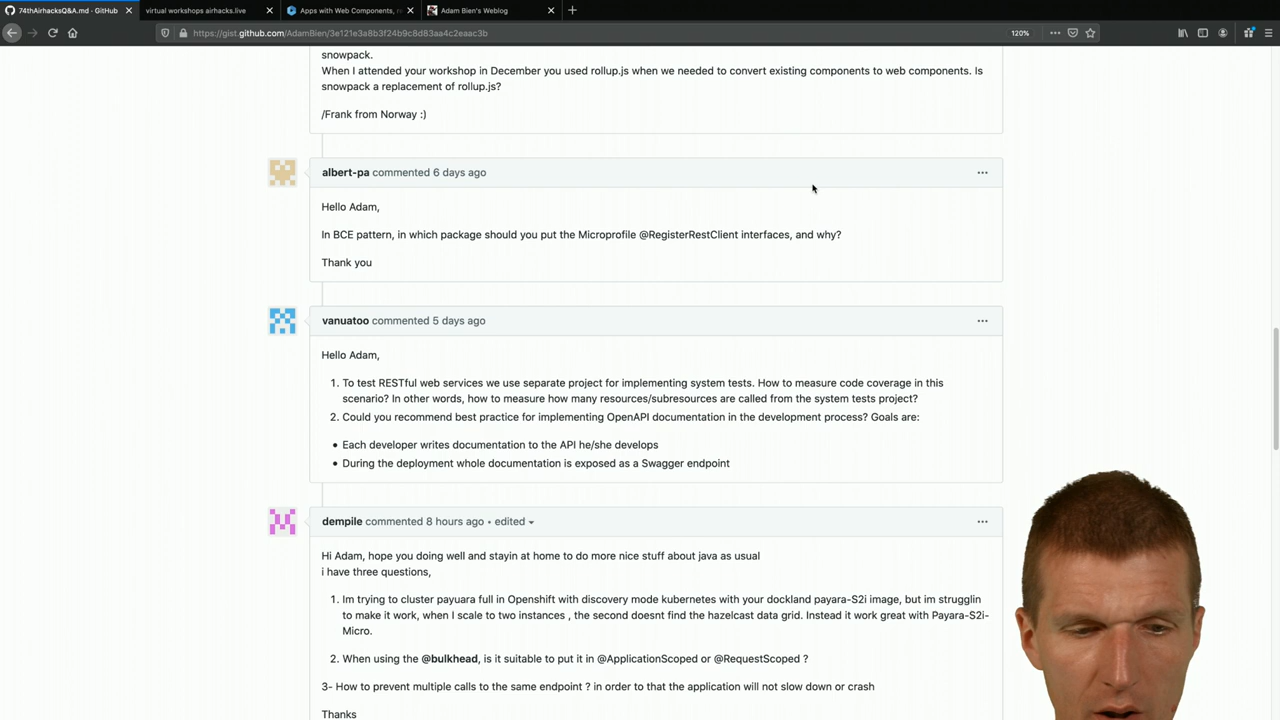 74thAirhacksQ&A.md · GitHub
virtual workshops airhacks.live
Apps with Web Components, r
Adam Bien's Weblog
https://gist.github.com/AdamBien/3e121e3a8b3f24b9c8d83aa4c2eaac3b
120%
snowpack.
When I attended your workshop in December you used rollup.js when we needed to convert existing components to web components. Is
snowpack a replacement of rollup.js?
/Frank from Norway :)
albert-pa commented 6 days ago
Hello Adam,
In BCE pattern, in which package should you put the Microprofile @RegisterRestClient interfaces, and why?
Thank you
vanuatoo commented 5 days ago
Hello Adam,
1. To test RESTful web services we use separate project for implementing system tests. How to measure code coverage in this
scenario? In other words, how to measure how many resources/subresources are called from the system tests project?
2. Could you recommend best practice for implementing OpenAPI documentation in the development process? Goals are:
• Each developer writes documentation to the API he/she develops
• During the deployment whole documentation is exposed as a Swagger endpoint
dempile commented 8 hours ago • edited
Hi Adam, hope you doing well and stayin at home to do more nice stuff about java as usual
i have three questions,
1. Im trying to cluster payuara full in Openshift with discovery mode kubernetes with your dockland payara-S2i image, but im strugglin
to make it work, when I scale to two instances , the second doesnt find the hazelcast data grid. Instead it work great with Payara-S2i-
Micro.
2. When using the @bulkhead, is it suitable to put it in @ApplicationScoped or @RequestScoped ?
3- How to prevent multiple calls to the same endpoint ? in order to that the application will not slow down or crash
Thanks